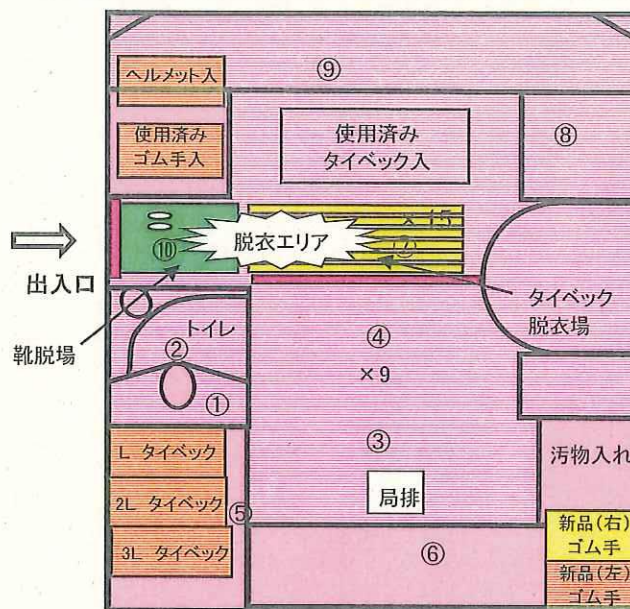 ⑨
ヘルメット入
使用済み
ゴム手入
使用済み
タイベック入
⑧
×15
⑩
脱衣エリア
⑦
出入口
タイベック
脱衣場
靴脱場
トイレ
②
④
×9
①
③
L タイベック
汚物入れ
局排
2L タイベック
⑤
新品(右)
ゴム手
3L タイベック
⑥
新品(左)
ゴム手